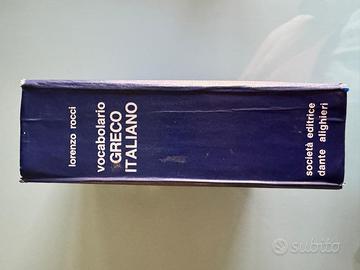 lorenzo rocci
vocabolario
GRECO
ITALIANO
società editrice
dante alighieri
subito